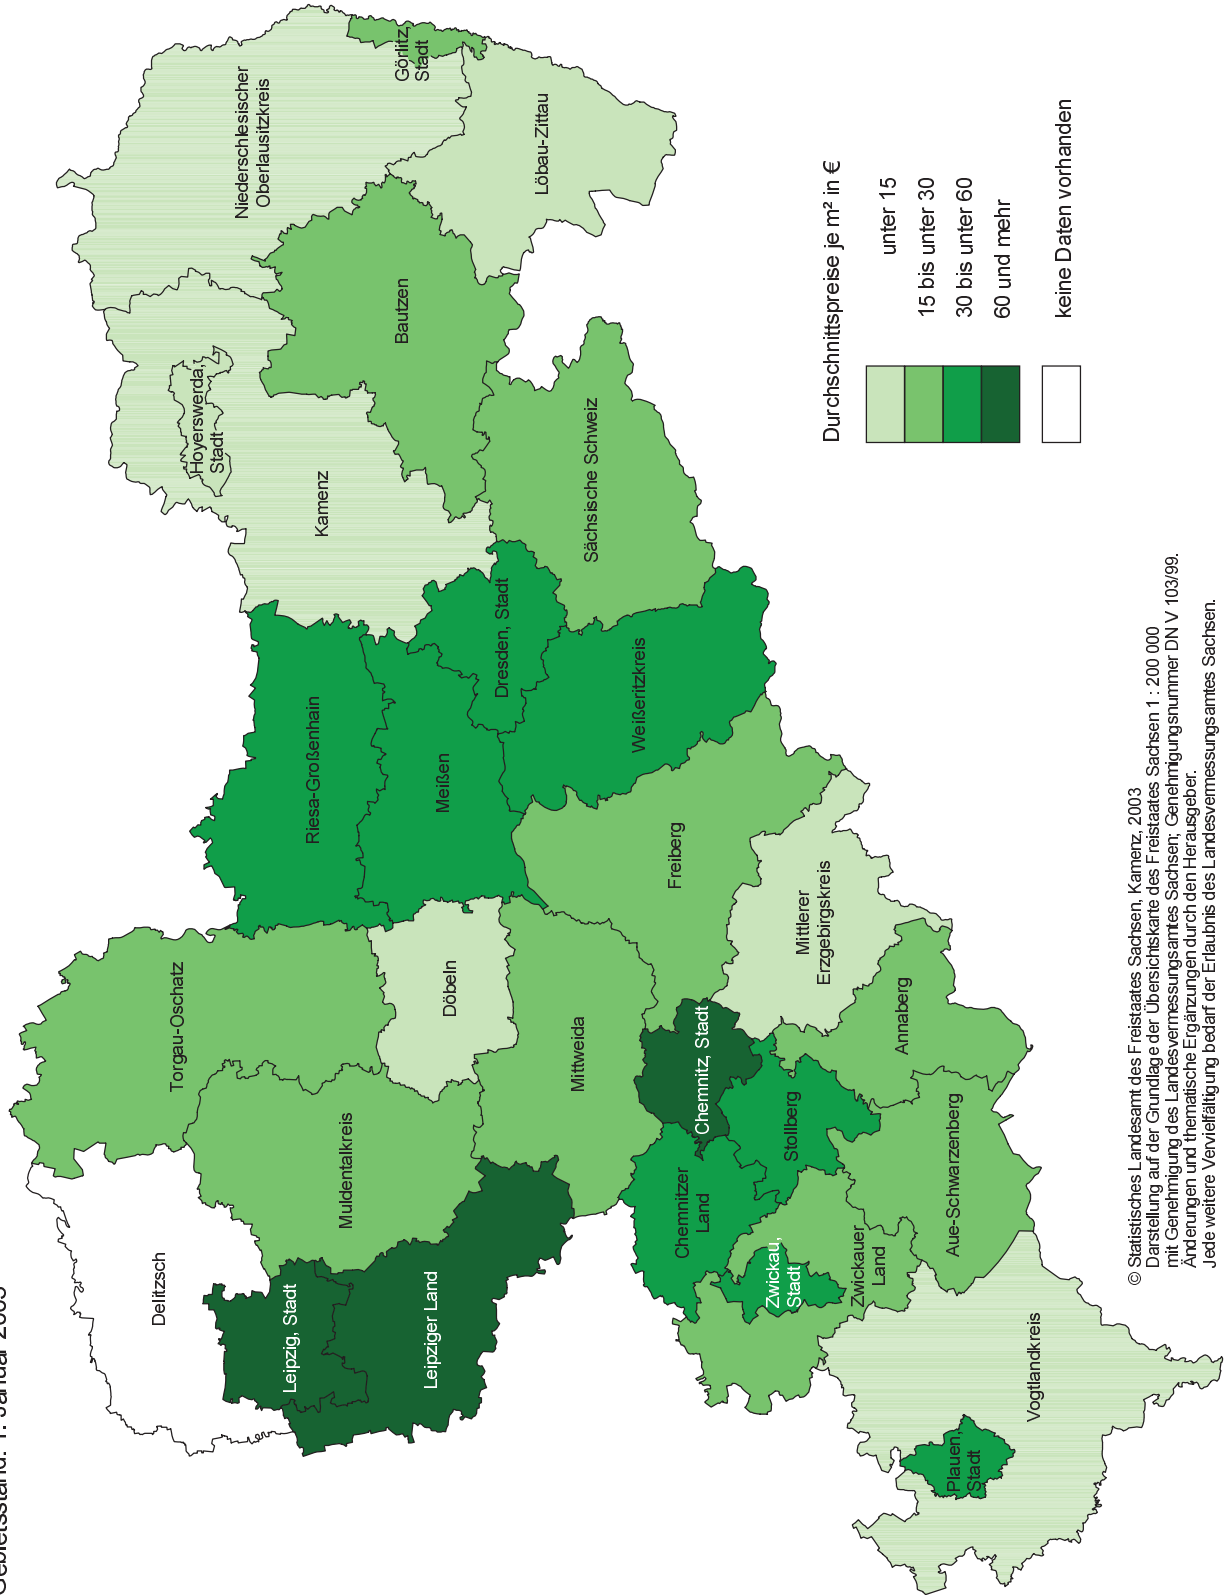 Gebietsstand: 1. Januar 2003
Delitzsch
Torgau-Oschatz
Leipzig, Stadt
Leipziger Land
Muldentalkreis
Döbeln
Mittweida
Riesa-Großenhain
Meißen
Dresden, Stadt
Weißeritzkreis
Freiberg
Kamenz
Hoyerswerda,
Stadt
Niederschlesischer
Oberlausitzkreis
Görlitz
Stadt
Bautzen
Löbau-Zittau
Sächsische Schweiz
Mittlerer
Erzgebirgskreis
Annaberg
Chemnitz, Stadt
Stollberg
Chemnitzer
Land
Zwickau,
Stadt
Zwickauer
Land
Aue-Schwarzenberg
Vogtlandkreis
Plauen,
Stadt
Durchschnittspreise je m² in €
unter 15
15 bis unter 30
30 bis unter 60
60 und mehr
keine Daten vorhanden
© Statistisches Landesamt des Freistaates Sachsen, Kamenz, 2003
Darstellung auf der Grundlage der Übersichtskarte des Freistaates Sachsen 1 : 200 000
mit Genehmigung des Landesvermessungsamtes Sachsen; Genehmigungsnummer DN V 103/99.
Änderungen und thematische Ergänzungen durch den Herausgeber.
Jede weitere Vervielfältigung bedarf der Erlaubnis des Landesvermessungsamtes Sachsen.